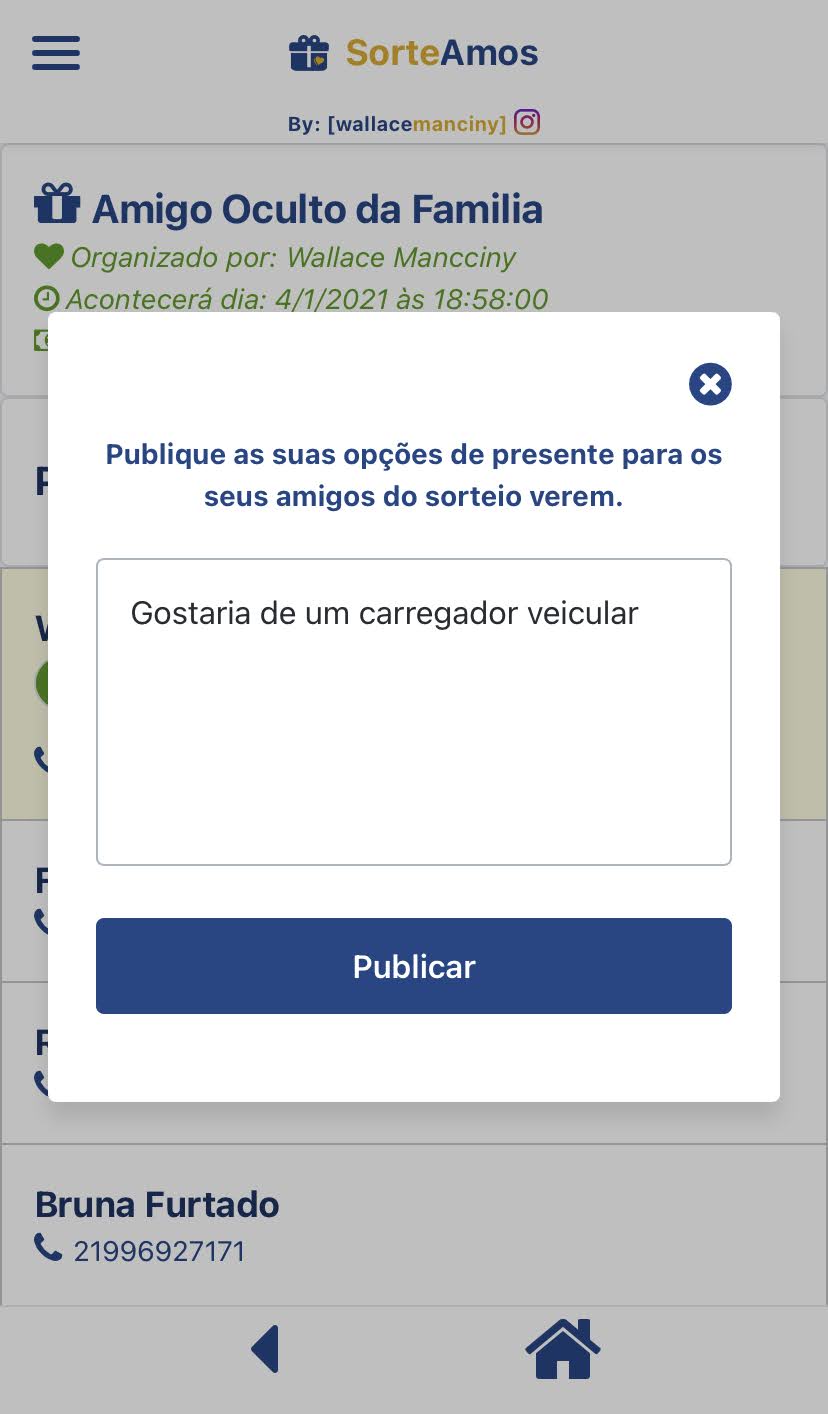 SorteAmos
By: [wallacemanciny]
Amigo Oculto da Familia
Organizado por: Wallace Mancciny
Acontecerá dia: 4/1/2021 às 18:58:00
Publique as suas opções de presente para os
seus amigos do sorteio verem.
Gostaria de um carregador veicular
Publicar
Bruna Furtado
21996927171